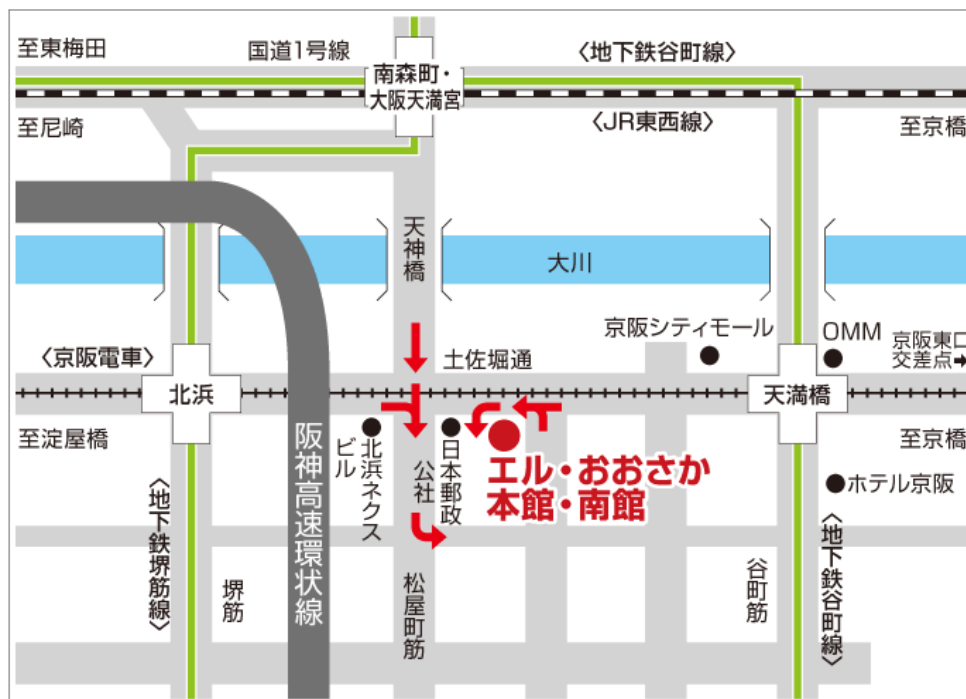 至東梅田
国道1号線
〈地下鉄谷町線〉
南森町・
大阪天満宮
至尼崎
〈JR東西線〉
至京橋
天神橋
大川
京阪シティモール
OMM
京阪東口
交差点➡
〈京阪電車〉
土佐堀通
北浜
天満橋
至淀屋橋
至京橋
北浜ネクス
ビル
公社
日本郵政
エル・おおさか
本館・南館
ホテル京阪
阪神高速環状線
〈地下鉄堺筋線〉
堺筋
松屋町筋
谷町筋
〈地下鉄谷町線〉